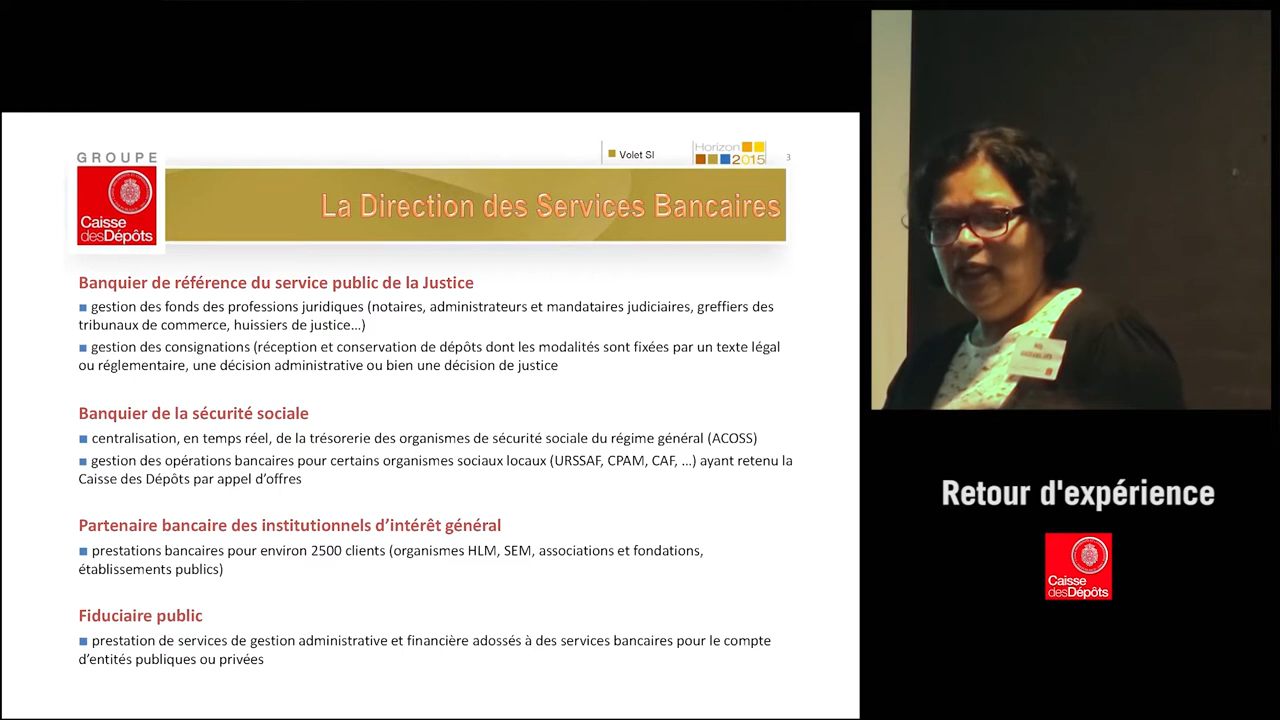 GROUPE
Caisse
desDépôts
Volet SI
Horizon
2015
3
La Direction des Services Bancaires
Banquier de référence du service public de la Justice
gestion des fonds des professions juridiques (notaires, administrateurs et mandataires judiciaires, greffiers des
tribunaux de commerce, huissiers de justice…)
gestion des consignations (réception et conservation de dépôts dont les modalités sont fixées par un texte légal
ou réglementaire, une décision administrative ou bien une décision de justice
Banquier de la sécurité sociale
centralisation, en temps réel, de la trésorerie des organismes de sécurité sociale du régime général (ACOSS)
gestion des opérations bancaires pour certains organismes sociaux locaux (URSSAF, CPAM, CAF, …) ayant retenu la
Caisse des Dépôts par appel d’offres
Partenaire bancaire des institutionnels d’intérêt général
prestations bancaires pour environ 2500 clients (organismes HLM, SEM, associations et fondations,
établissements publics)
Fiduciaire public
prestation de services de gestion administrative et financière adossés à des services bancaires pour le compte
d’entités publiques ou privées
Retour d'expérience
Caisse
desDépôts